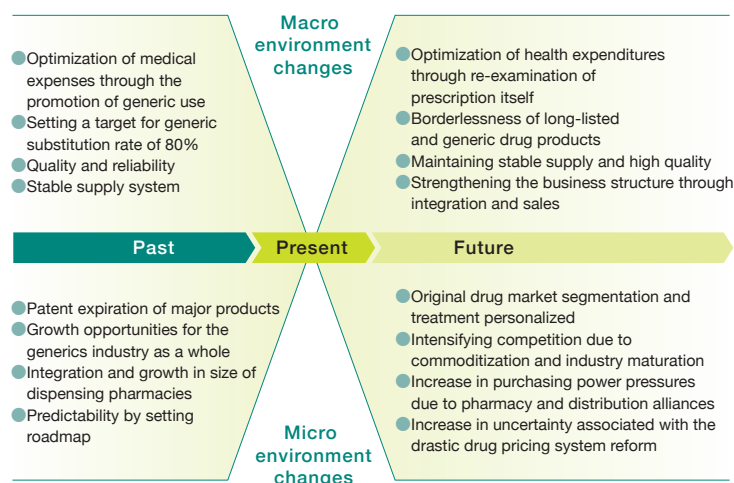 Macro
environment
changes
Optimization of medical
expenses through the
promotion of generic use
Setting a target for generic
substitution rate of 80%
Quality and reliability
Stable supply system
Optimization of health expenditures
through re-examination of
prescription itself
Borderlessness of long-listed
and generic drug products
Maintaining stable supply and high quality
Strengthening the business structure through
integration and sales
Past
Present
Future
Patent expiration of major products
Growth opportunities for the
generics industry as a whole
Integration and growth in size of
dispensing pharmacies
Predictability by setting
roadmap
Original drug market segmentation and
treatment personalized
Intensifying competition due to
commoditization and industry maturation
Increase in purchasing power pressures
due to pharmacy and distribution alliances
Increase in uncertainty associated with the
drastic drug pricing system reform
Micro
environment
changes